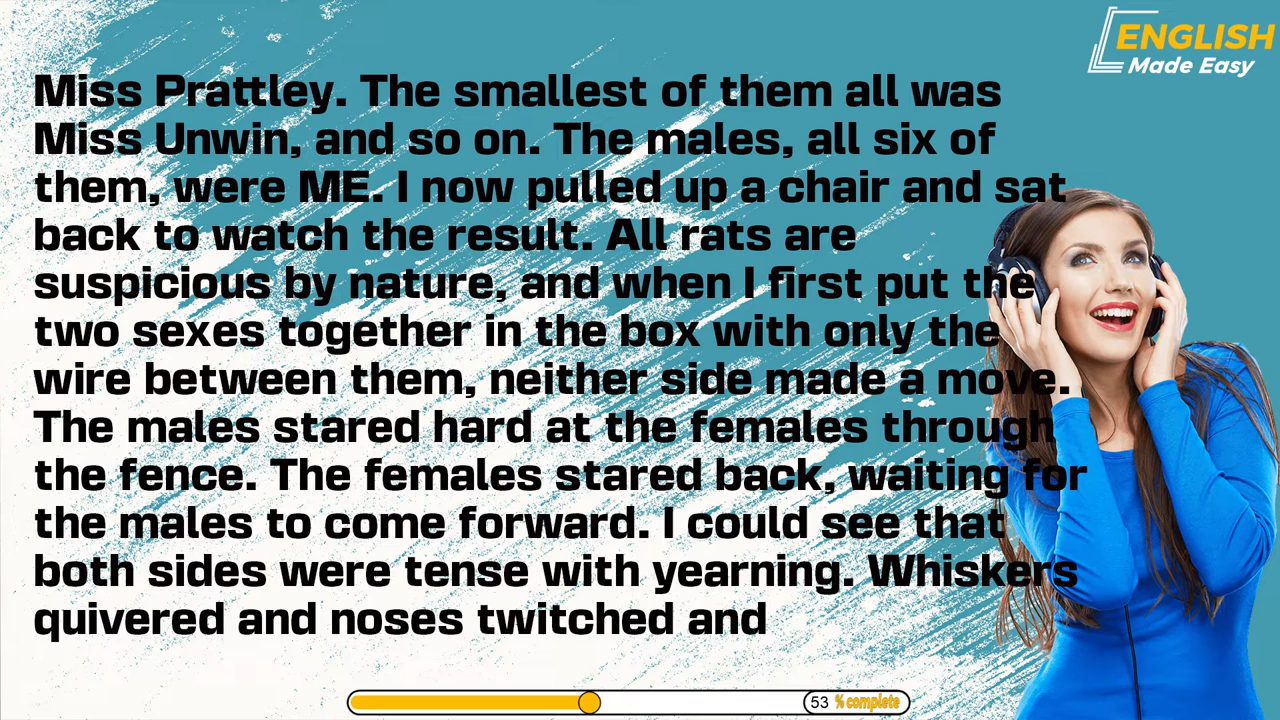 ENGLISH
Made Easy
Miss Prattley. The smallest of them all was
Miss Unwin, and so on. The males, all six of
them, were ME. I now pulled up a chair and sat
back to watch the result. All rats are
suspicious by nature, and when I first put the
two sexes together in the box with only the
wire between them, neither side made a move.
The males stared hard at the females through
the fence. The females stared back, waiting for
the males to come forward. I could see that
both sides were tense with yearning. Whiskers
quivered and noses twitched and
53 % complete